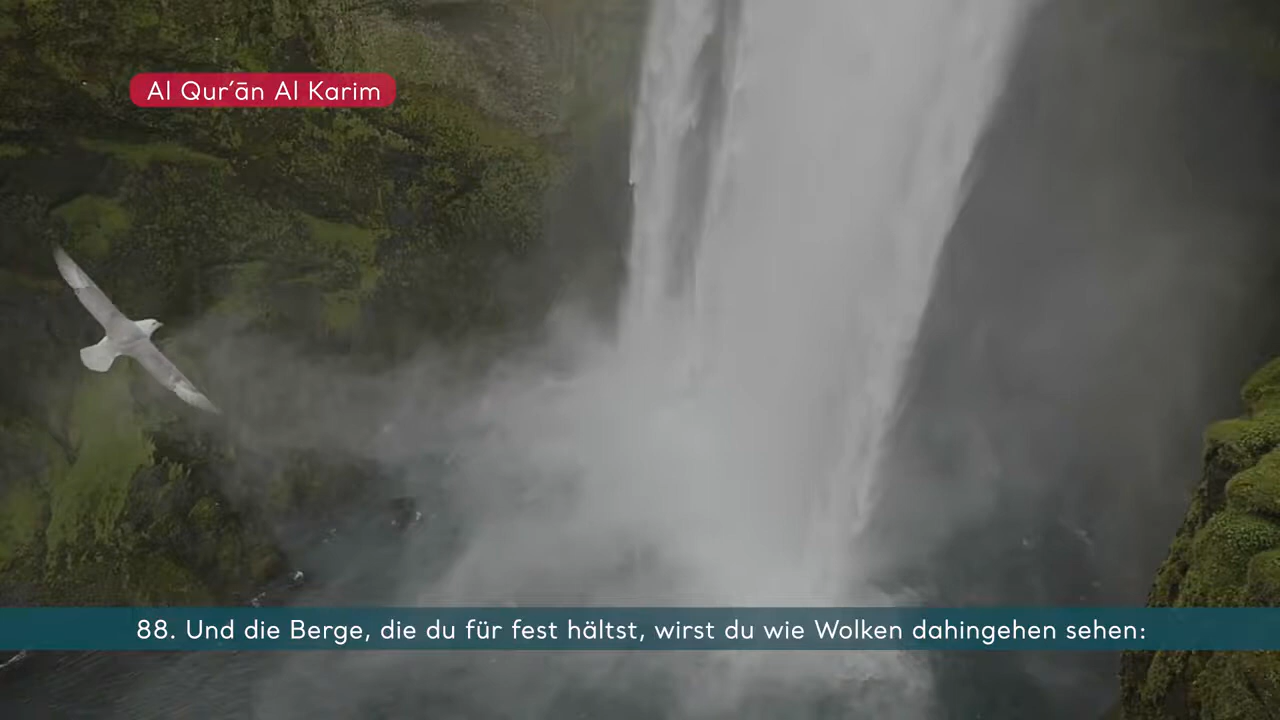 Al Qur’ān Al Karim
88. Und die Berge, die du für fest hältst, wirst du wie Wolken dahingehen sehen: